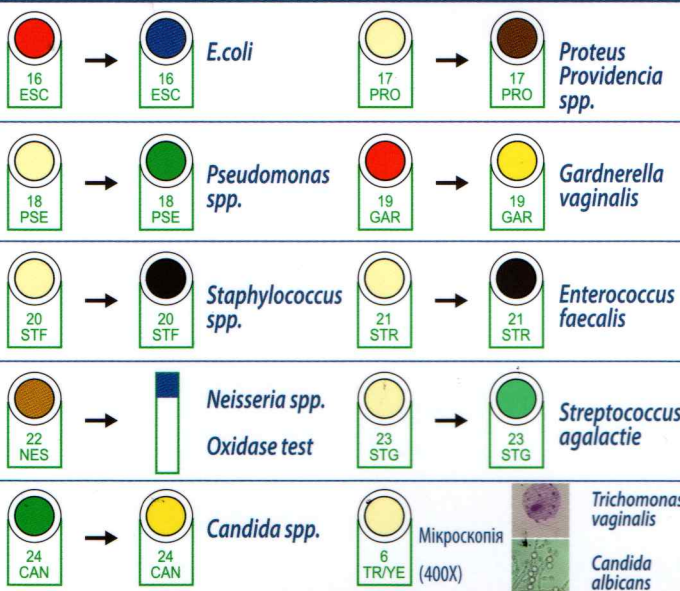 16
ESC
16
ESC
E.coli
17
PRO
17
PRO
Proteus
Providencia
spp.
18
PSE
18
PSE
Pseudomonas
spp.
19
GAR
19
GAR
Gardnerella
vaginalis
20
STF
20
STF
Staphylococcus
spp.
21
STR
21
STR
Enterococcus
faecalis
22
NES
Neisseria spp.
Oxidase test
23
STG
23
STG
Streptococcus
agalactie
24
CAN
24
CAN
Candida spp.
6
TR/YE
Мікроскопія
(400X)
Trichomonas
vaginalis
Candida
albicans